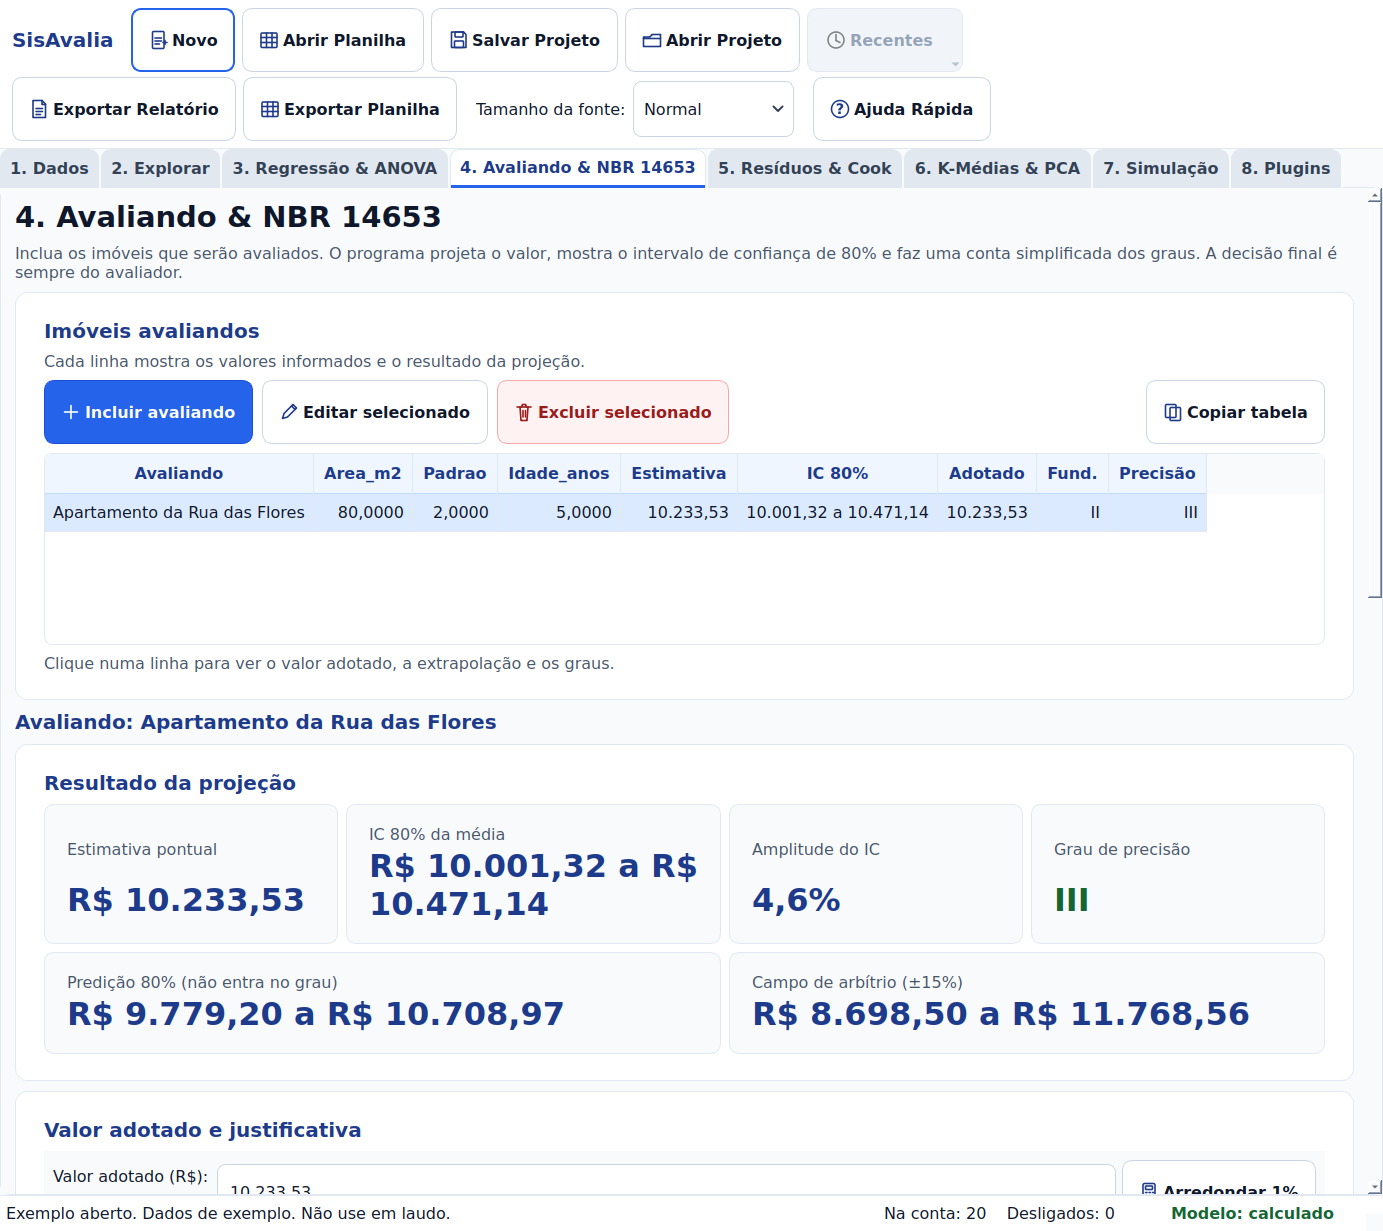 SisAvalia
Novo
Abrir Planilha
Salvar Projeto
Abrir Projeto
Recentes
Exportar Relatório
Exportar Planilha
Tamanho da fonte:
Normal
Ajuda Rápida
1. Dados
2. Explorar
3. Regressão & ANOVA
4. Avaliando & NBR 14653
5. Resíduos & Cook
6. K-Médias & PCA
7. Simulação
8. Plugins
4. Avaliando & NBR 14653
Inclua os imóveis que serão avaliados. O programa projeta o valor, mostra o intervalo de confiança de 80% e faz uma conta simplificada dos graus. A decisão final é
sempre do avaliador.
Imóveis avaliandos
Cada linha mostra os valores informados e o resultado da projeção.
Incluir avaliando
Editar selecionado
Excluir selecionado
Copiar tabela
Avaliando Area_m2 Padrao Idade_anos Estimativa IC 80% Adotado Fund. Precisão
Apartamento da Rua das Flores 80,0000 2,0000 5,0000 10.233,53 10.001,32 a 10.471,14 10.233,53 II III
Clique numa linha para ver o valor adotado, a extrapolação e os graus.
Avaliando: Apartamento da Rua das Flores
Resultado da projeção
Estimativa pontual
R$ 10.233,53
IC 80% da média
R$ 10.001,32 a R$
10.471,14
Amplitude do IC
4,6%
Grau de precisão
III
Predição 80% (não entra no grau)
R$ 9.779,20 a R$ 10.708,97
Campo de arbítrio (±15%)
R$ 8.698,50 a R$ 11.768,56
Valor adotado e justificativa
Valor adotado (R$):
10.233,53
Arredondar 1%
Exemplo aberto. Dados de exemplo. Não use em laudo.
Na conta: 20
Desligados: 0
Modelo: calculado